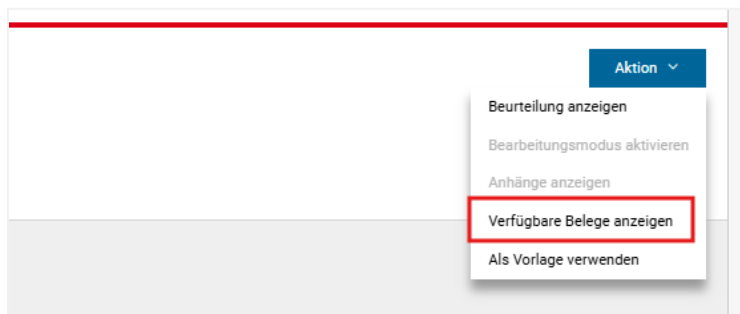 Aktion
Beurteilung anzeigen
Bearbeitungsmodus aktivieren
Anhänge anzeigen
Verfügbare Belege anzeigen
Als Vorlage verwenden